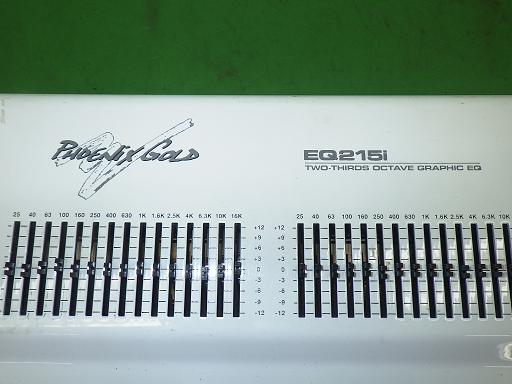 PHOENIX GOLD
EQ215i
TWO-THIRDS OCTAVE GRAPHIC EQ
25 40 63 100 160 250 400 630 1K 1.6K 2.5K 4K 6.3K 10K 16K
25 40 63 100 160 250 400 630 1K 1.6K 2.5K 4K 6.3K 10K
+12 +12
+9 +9
+6 +6
+3 +3
0 0
-3 -3
-6 -6
-9 -9
-12 -12